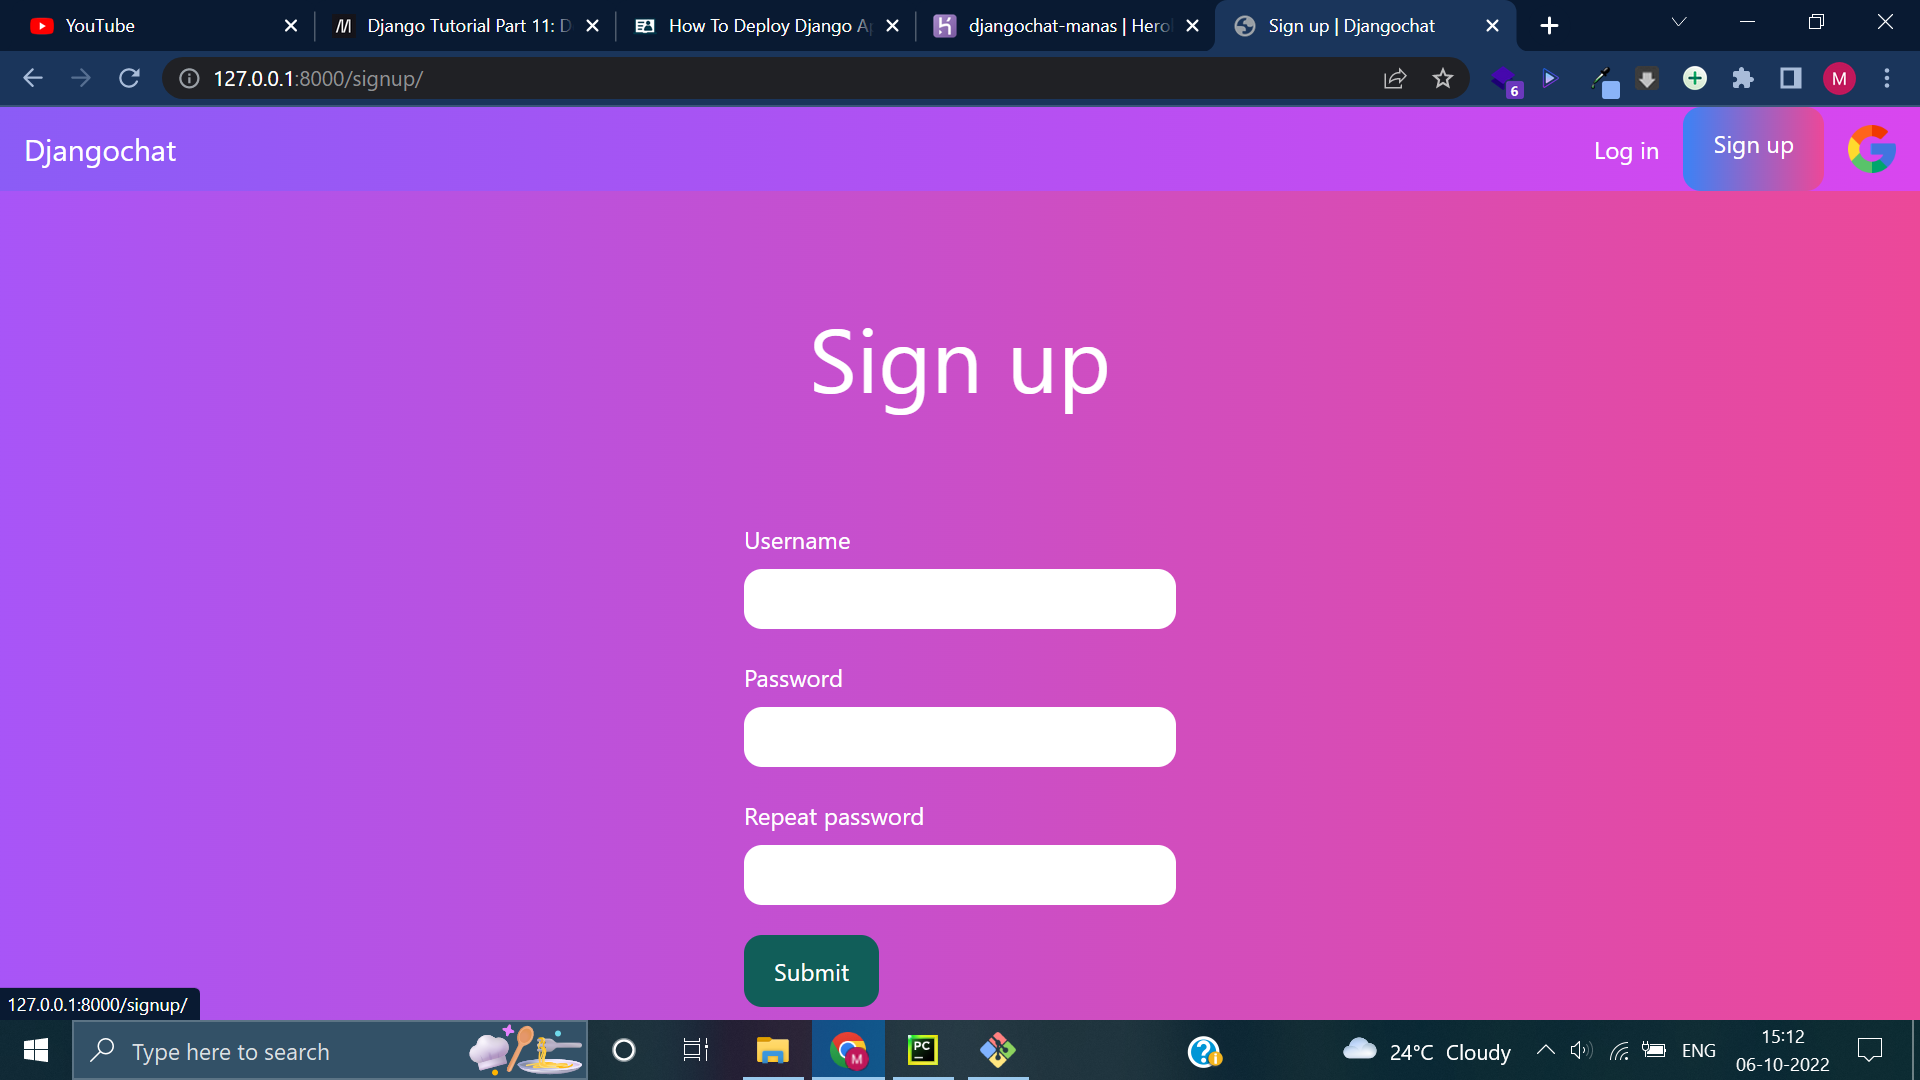 YouTube
Django Tutorial Part 11: D
How To Deploy Django Ap
djangochat-manas | Hero
Sign up | Djangochat
127.0.0.1:8000/signup/
6
M
Djangochat
Log in
Sign up
Sign up
Username
Password
Repeat password
Submit
127.0.0.1:8000/signup/
Type here to search
M
PC
24°C Cloudy
ENG
15:12
06-10-2022